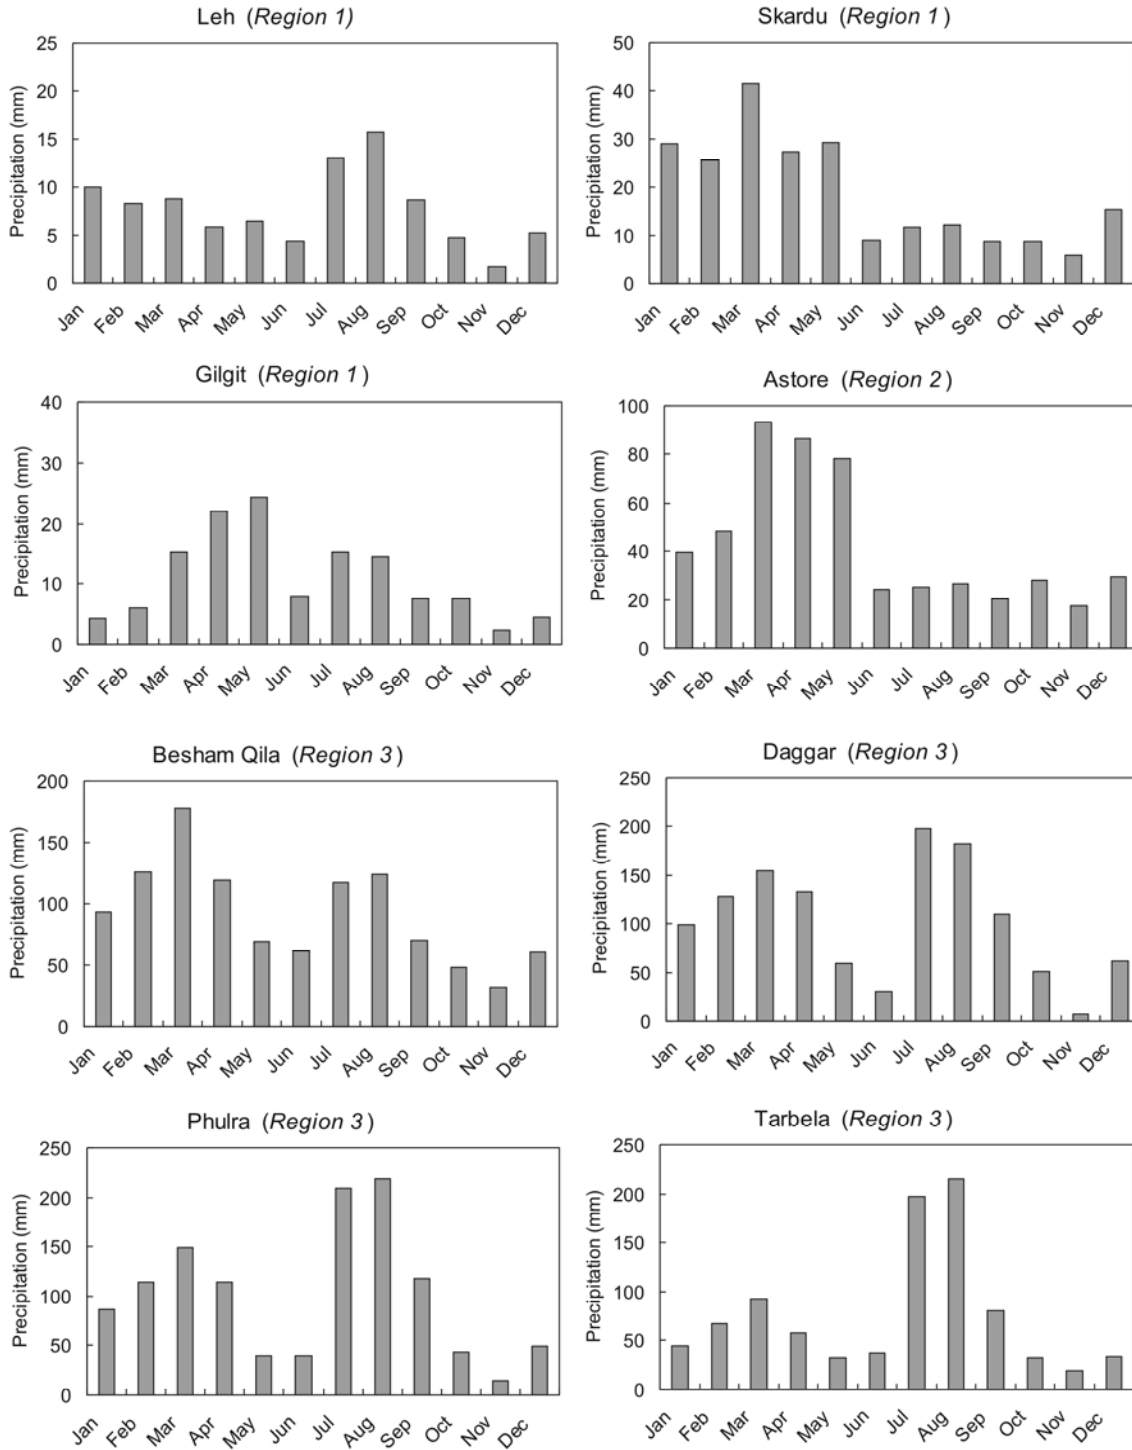 Leh (Region 1)
Precipitation (mm)
25
20
15
10
5
0
Jan Feb Mar Apr May Jun Jul Aug Sep Oct Nov Dec
Skardu (Region 1)
Precipitation (mm)
50
40
30
20
10
0
Jan Feb Mar Apr May Jun Jul Aug Sep Oct Nov Dec
Gilgit (Region 1)
Precipitation (mm)
40
30
20
10
0
Jan Feb Mar Apr May Jun Jul Aug Sep Oct Nov Dec
Astore (Region 2)
Precipitation (mm)
100
80
60
40
20
0
Jan Feb Mar Apr May Jun Jul Aug Sep Oct Nov Dec
Besham Qila (Region 3)
Precipitation (mm)
200
150
100
50
0
Jan Feb Mar Apr May Jun Jul Aug Sep Oct Nov Dec
Daggar (Region 3)
Precipitation (mm)
250
200
150
100
50
0
Jan Feb Mar Apr May Jun Jul Aug Sep Oct Nov Dec
Phulra (Region 3)
Precipitation (mm)
250
200
150
100
50
0
Jan Feb Mar Apr May Jun Jul Aug Sep Oct Nov Dec
Tarbela (Region 3)
Precipitation (mm)
250
200
150
100
50
0
Jan Feb Mar Apr May Jun Jul Aug Sep Oct Nov Dec